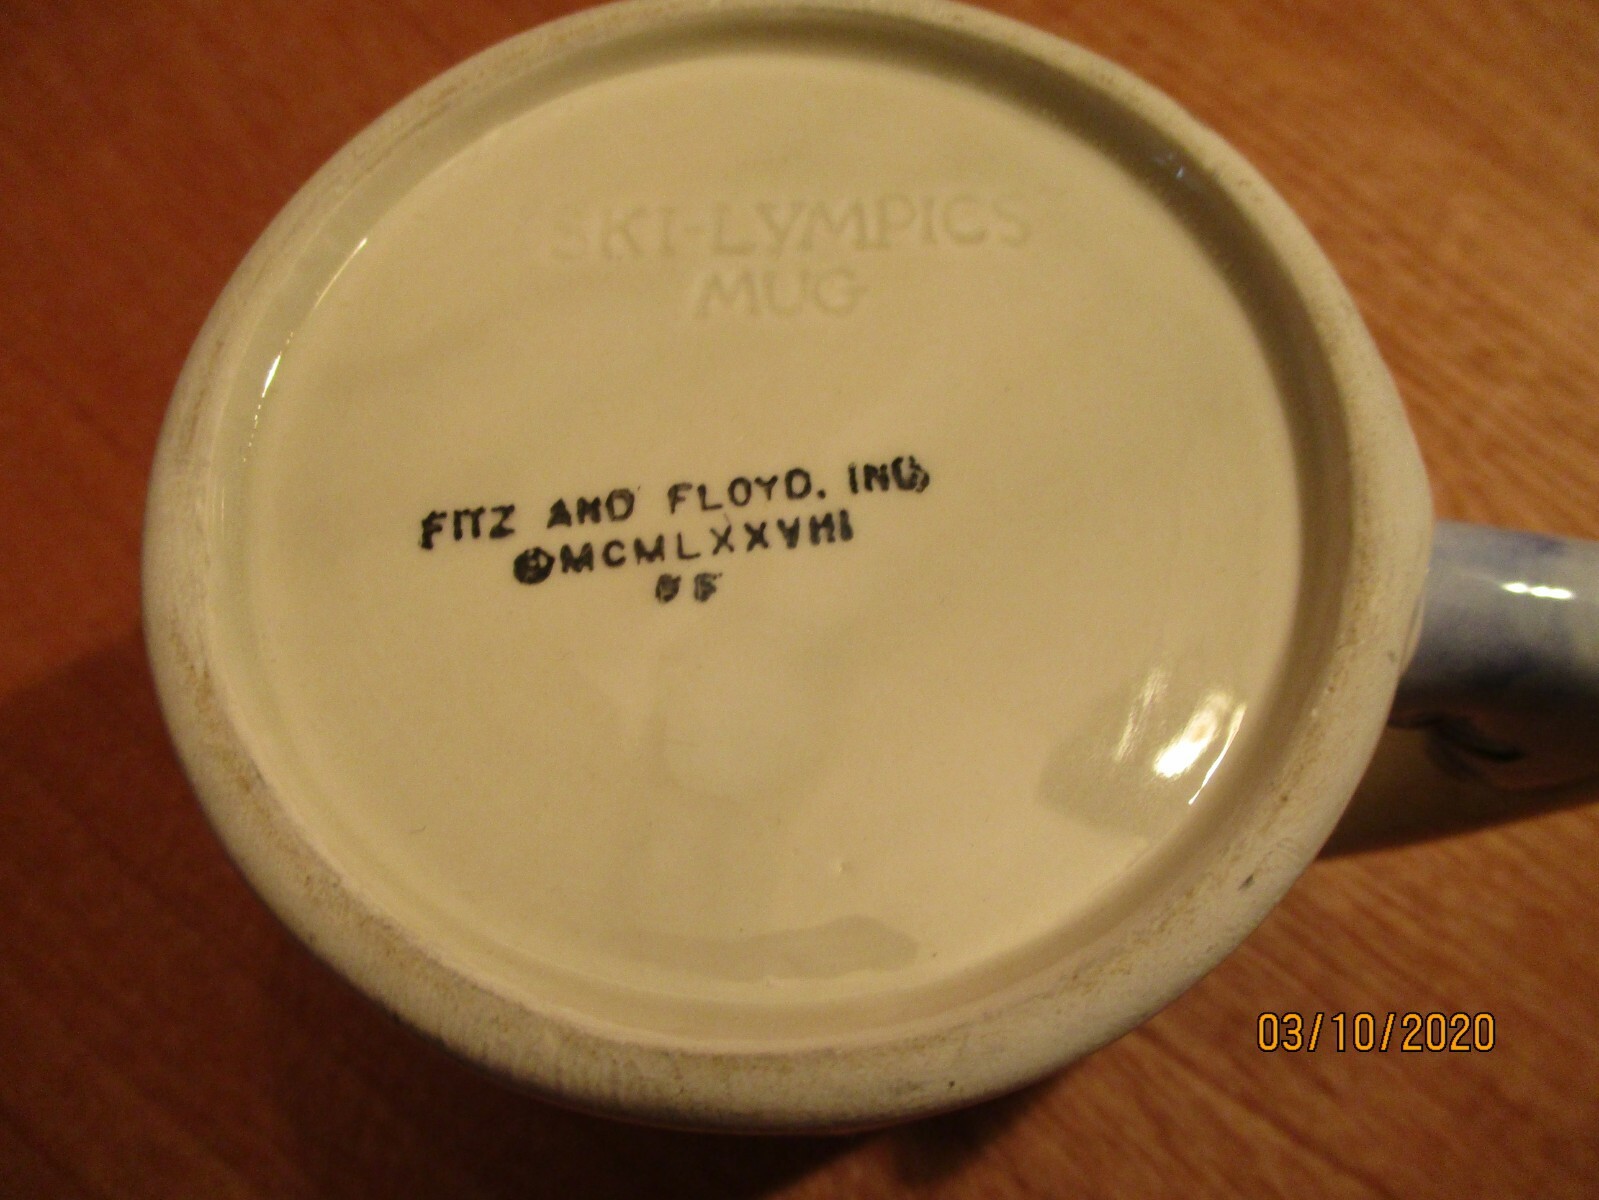 SKI-LYMPICS
MUG
FITZ AND FLOYD, INC.
©MCMLXXVIII
FF
03/10/2020